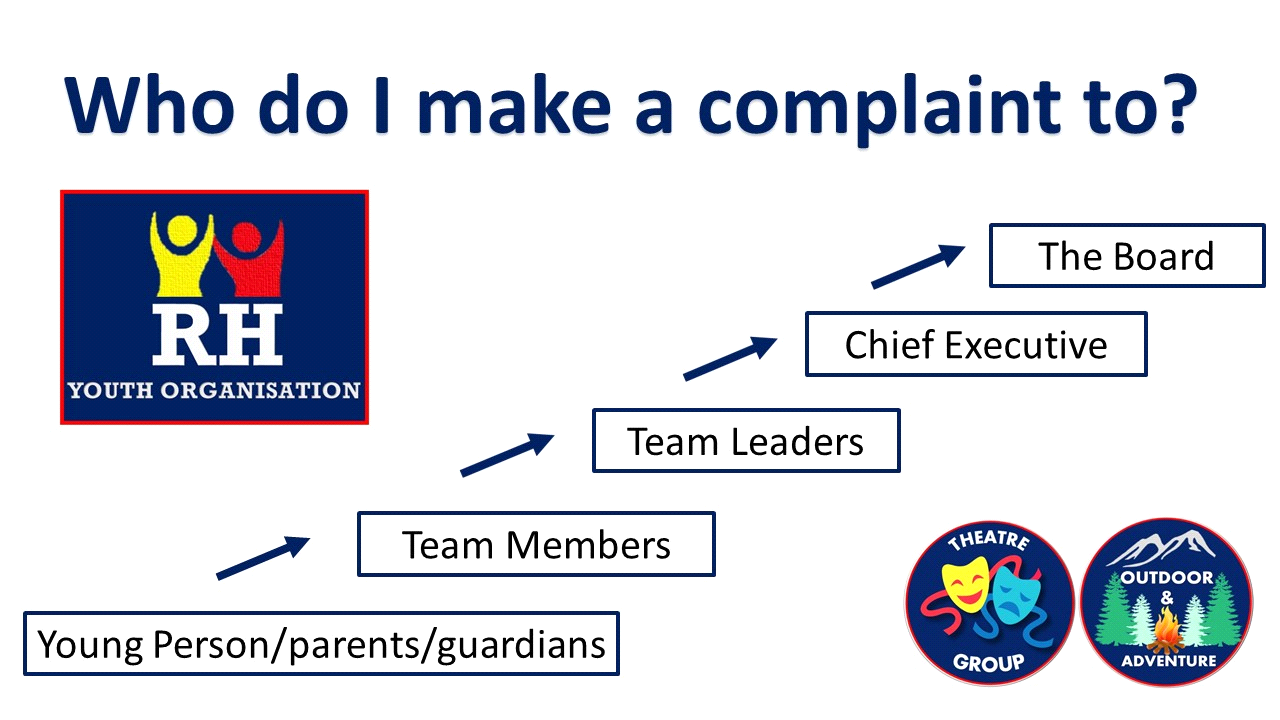 Who do I make a complaint to?
RH
YOUTH ORGANISATION
The Board
Chief Executive
Team Leaders
Team Members
Young Person/parents/guardians
THEATRE
GROUP
OUTDOOR
&
ADVENTURE